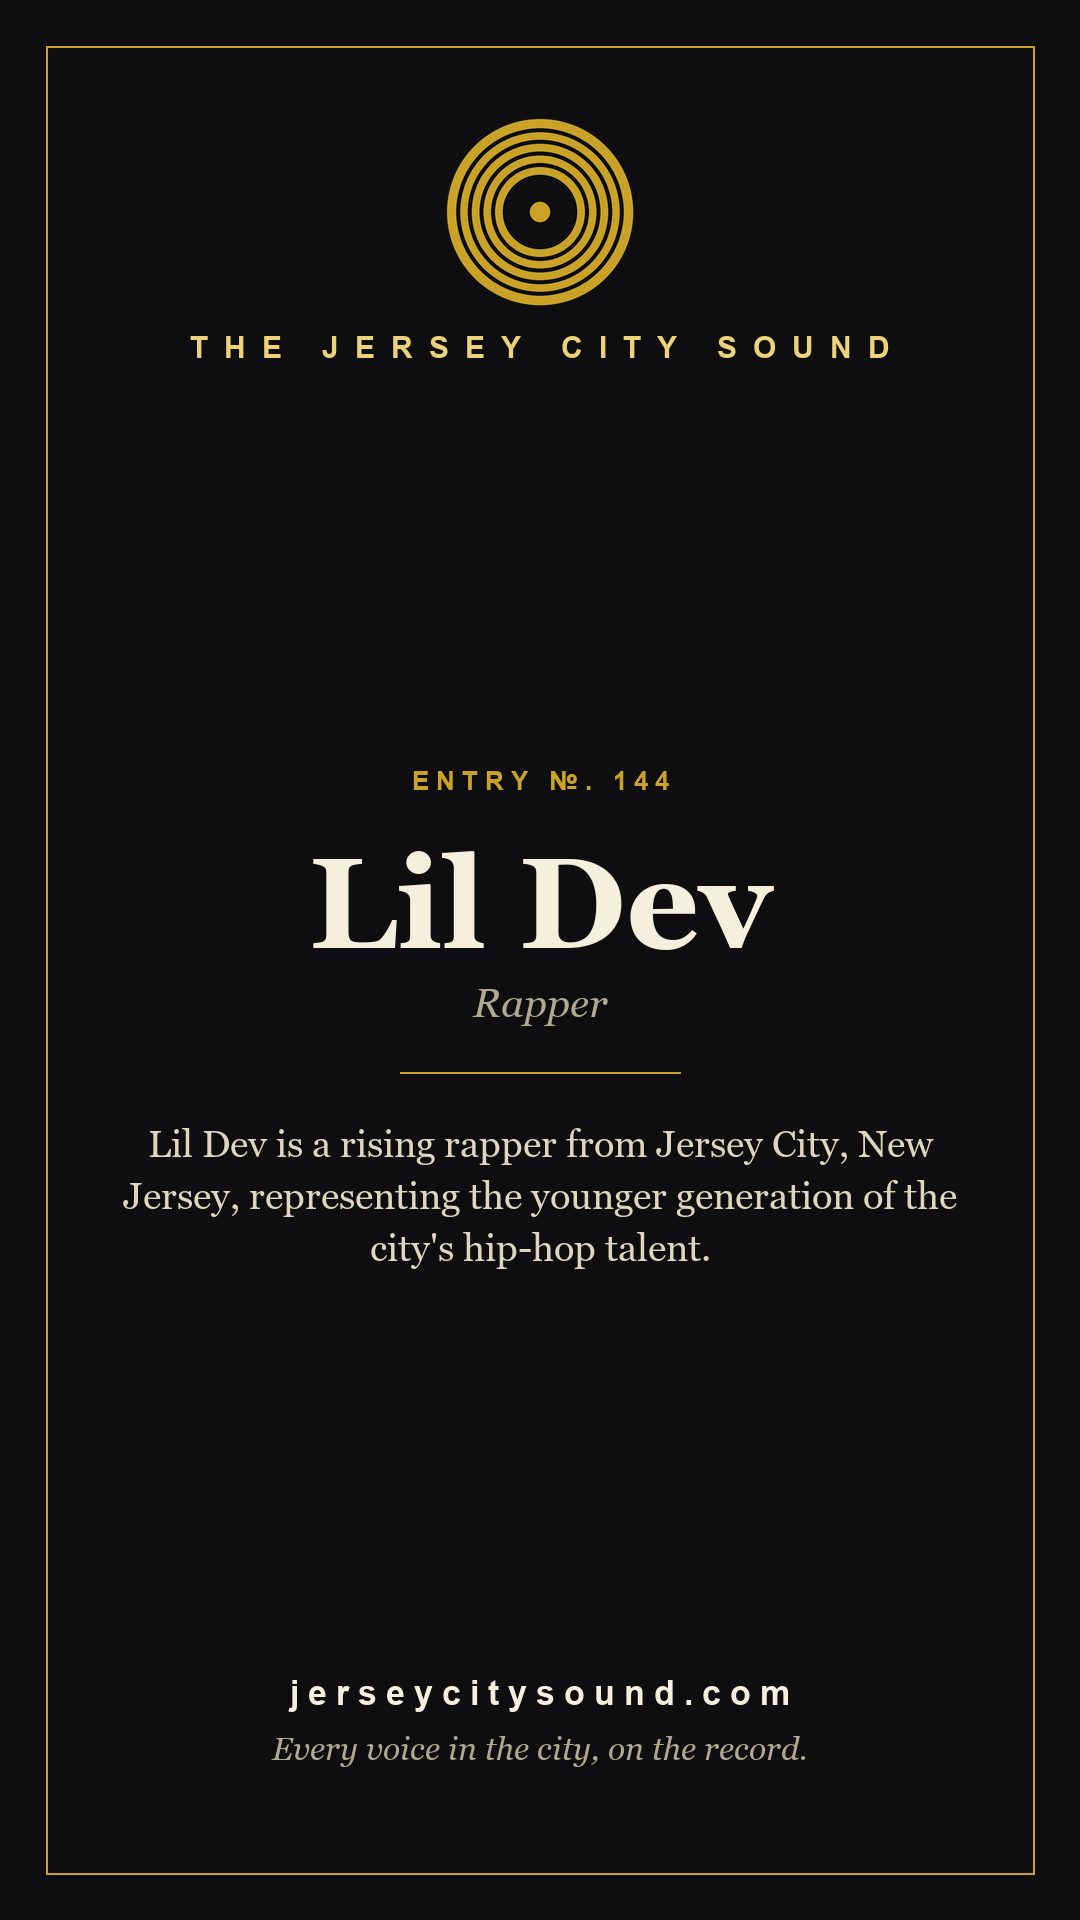 THE JERSEY CITY SOUND
ENTRY №. 144
Lil Dev
Rapper
Lil Dev is a rising rapper from Jersey City, New
Jersey, representing the younger generation of the
city's hip-hop talent.
jerseycitysound.com
Every voice in the city, on the record.